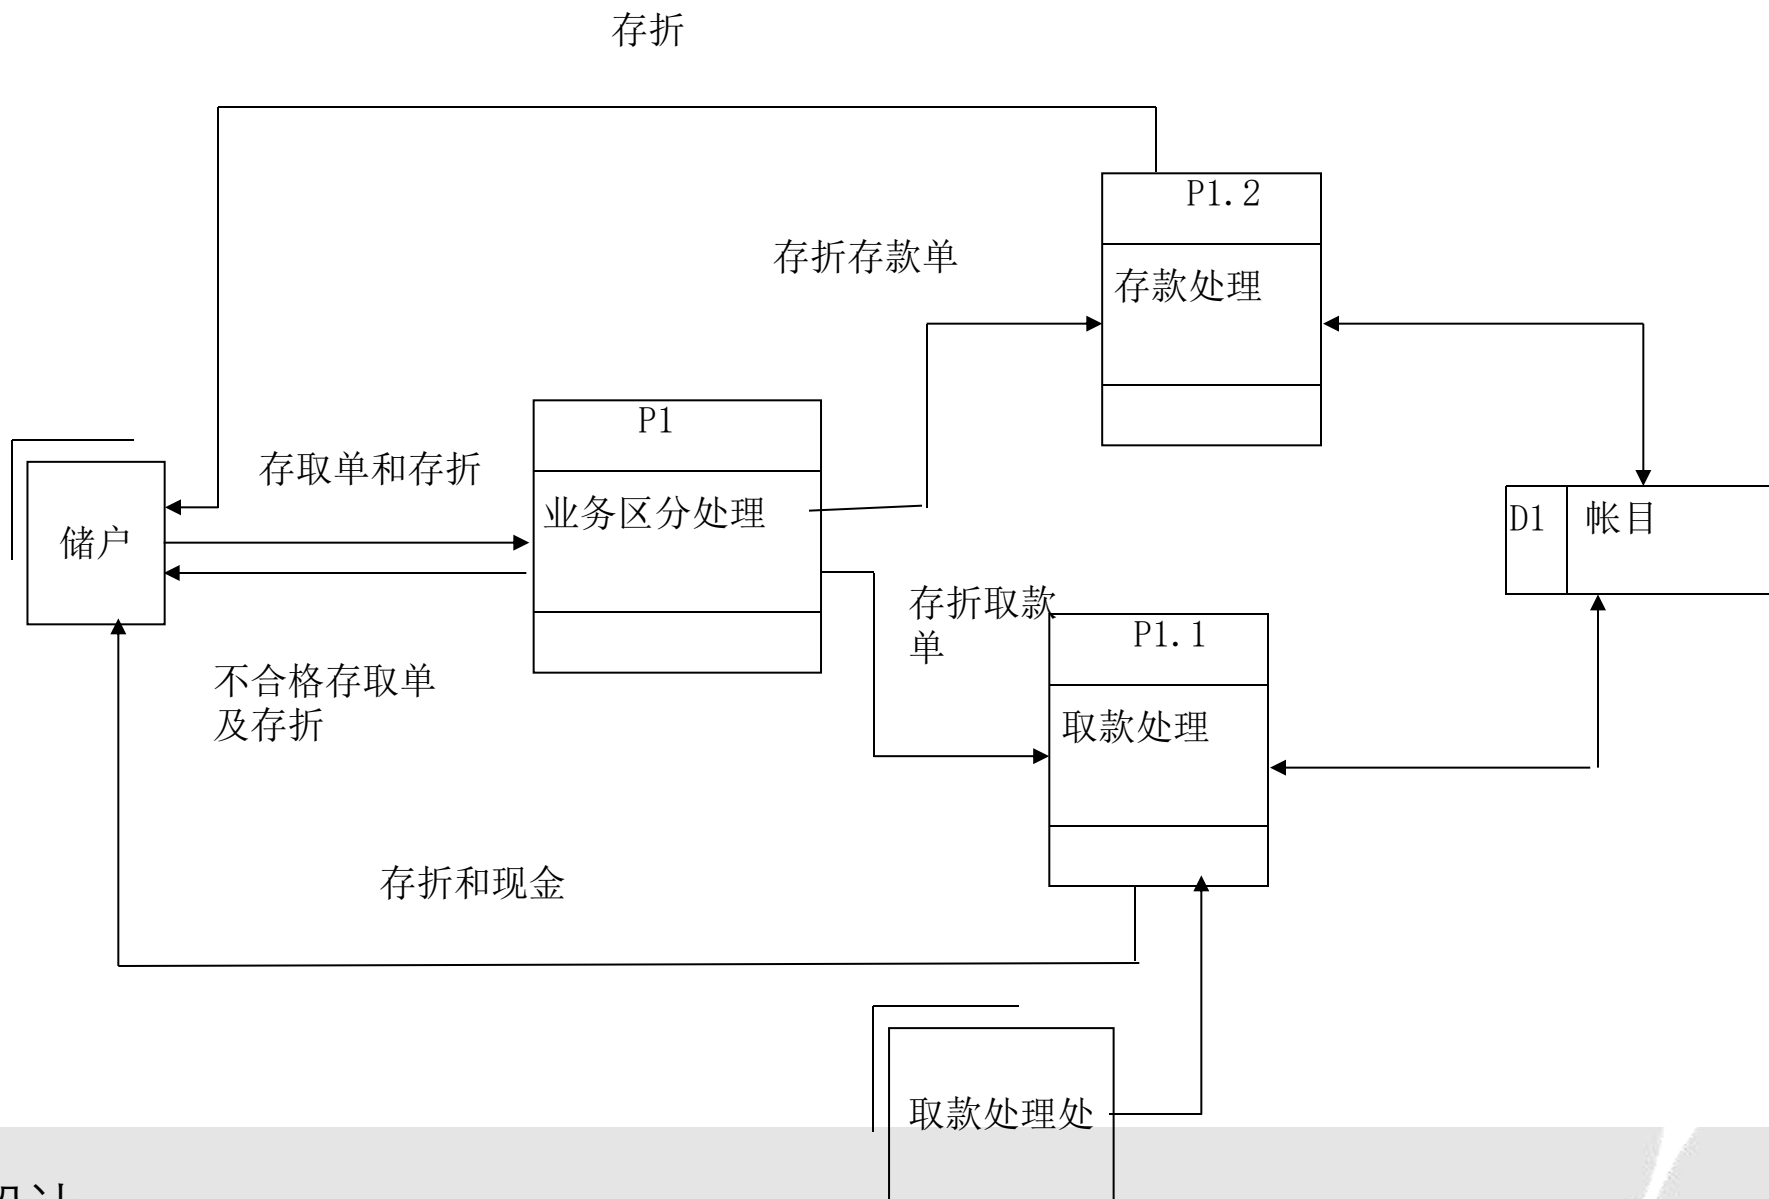 存折
P1.2
存折存款单
存款处理
P1
存取单和存折
业务区分处理
D1 帐目
储户
存折取款
单
P1.1
不合格存取单
及存折
取款处理
存折和现金
取款处理处